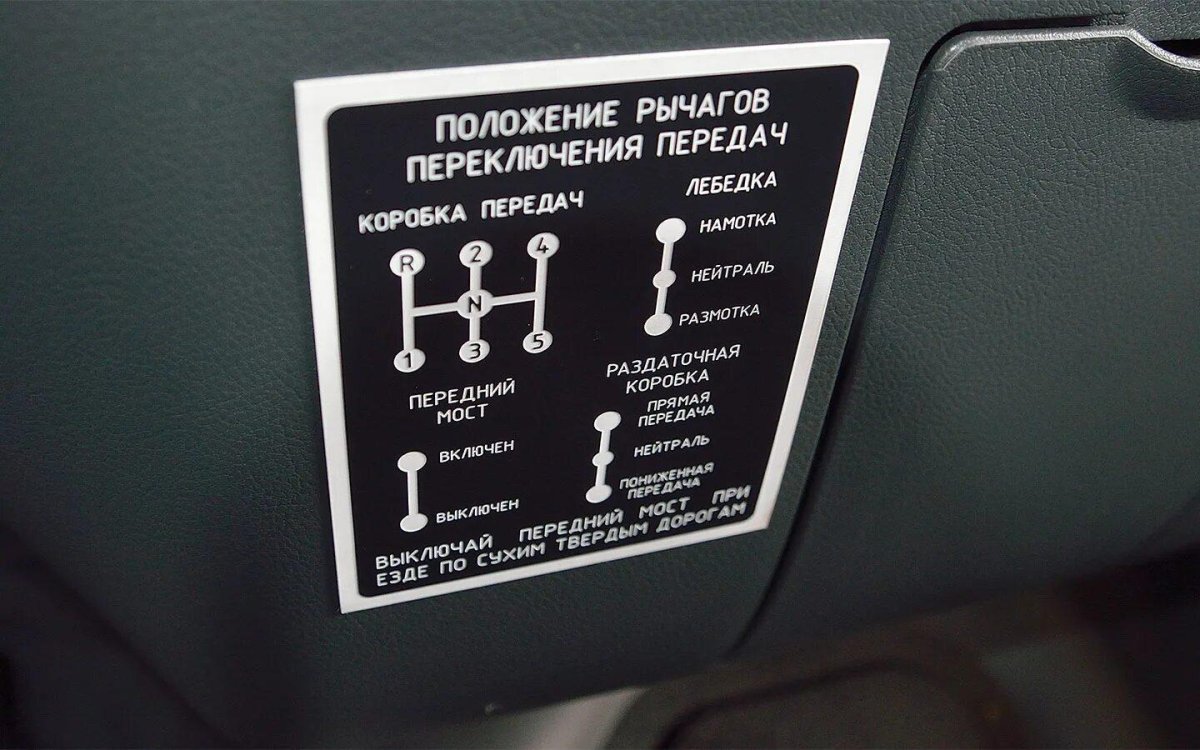 ПОЛОЖЕНИЕ РЫЧАГОВ
ПЕРЕКЛЮЧЕНИЯ ПЕРЕДАЧ
КОРОБКА ПЕРЕДАЧ
R 2 4
N
1 3 5
ЛЕБЕДКА
НАМОТКА
НЕЙТРАЛЬ
РАЗМОТКА
ПЕРЕДНИЙ
МОСТ
ВКЛЮЧЕН
ВЫКЛЮЧЕН
РАЗДАТОЧНАЯ
КОРОБКА
ПРЯМАЯ
ПЕРЕДАЧА
НЕЙТРАЛЬ
ПОНИЖЕННАЯ
ПЕРЕДАЧА
ВЫКЛЮЧАЙ ПЕРЕДНИЙ МОСТ ПРИ
ЕЗДЕ ПО СУХИМ ТВЕРДЫМ ДОРОГАМ